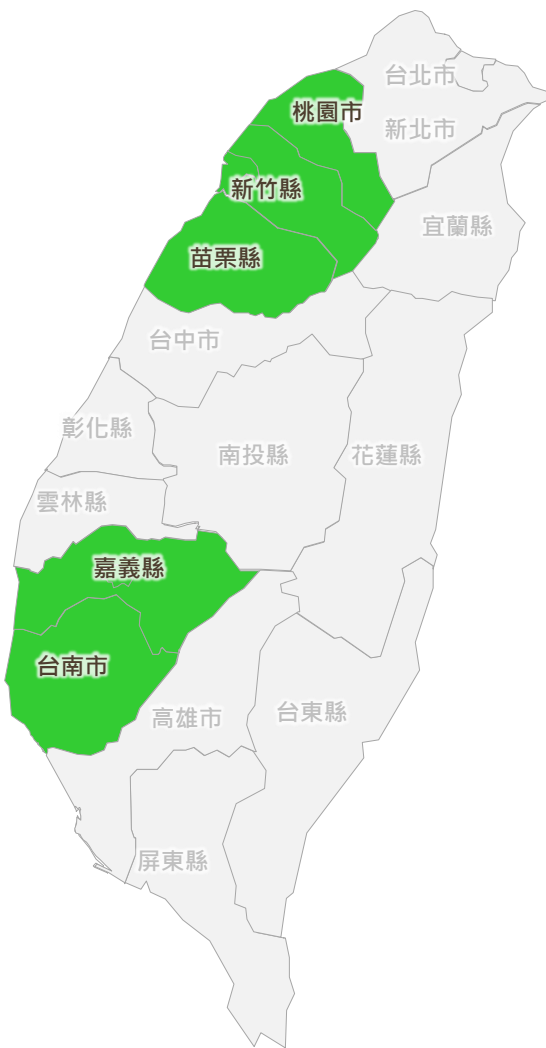 台北市
桃園市
新北市
新竹縣
宜蘭縣
苗栗縣
台中市
彰化縣
南投縣
花蓮縣
雲林縣
嘉義縣
台南市
高雄市
台東縣
屏東縣